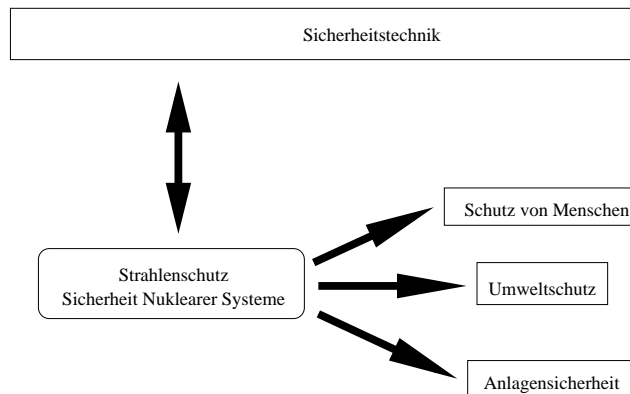 Sicherheitstechnik
Schutz von Menschen
Strahlenschutz
Sicherheit Nuklearer Systeme
Umweltschutz
Anlagensicherheit